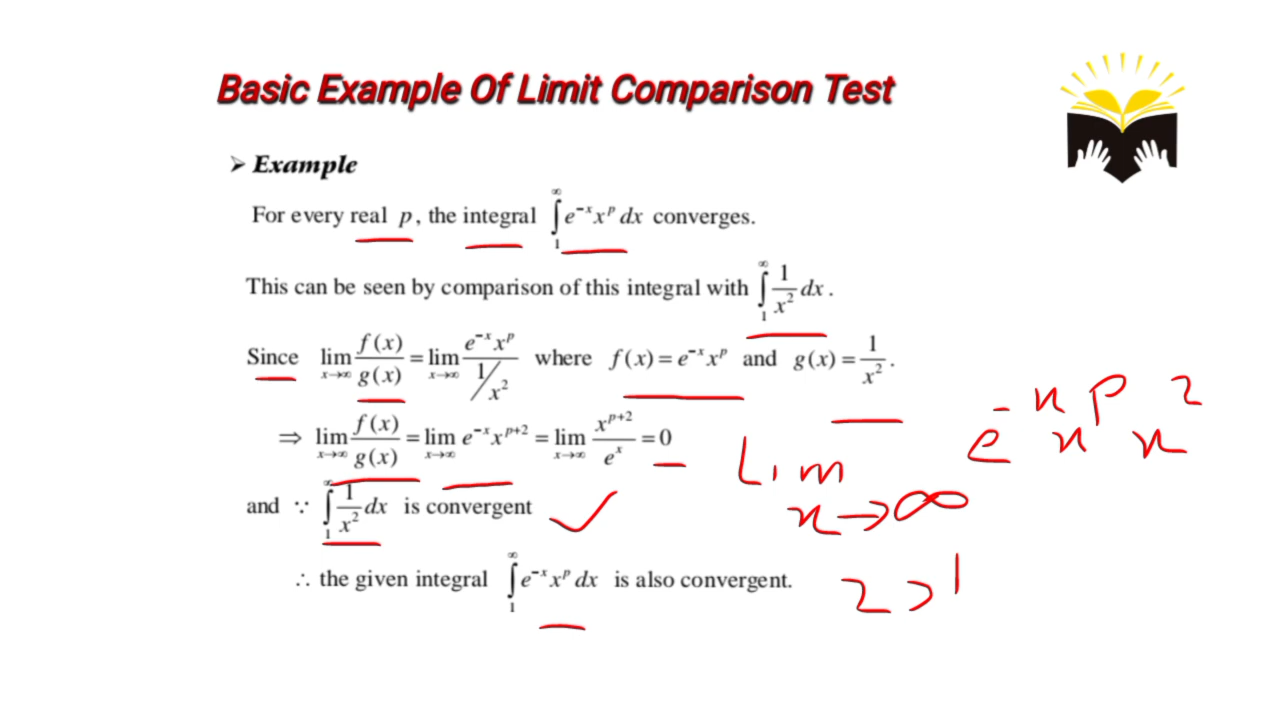 Basic Example Of Limit Comparison Test
➢ Example
For every real p, the integral ∫₁^∞ e^{-x} x^p dx converges.
This can be seen by comparison of this integral with ∫₁^∞ 1/x² dx.
Since lim_{x→∞} f(x)/g(x) = lim_{x→∞} e^{-x} x^p / (1/x²) where f(x) = e^{-x} x^p and g(x) = 1/x².
⇒ lim_{x→∞} f(x)/g(x) = lim_{x→∞} e^{-x} x^{p+2} = lim_{x→∞} x^{p+2}/e^x = 0
lim_{x→∞} e^{-x} x^p x^2
and ∵ ∫₁^∞ 1/x² dx is convergent
∴ the given integral ∫₁^∞ e^{-x} x^p dx is also convergent.
2 > 1